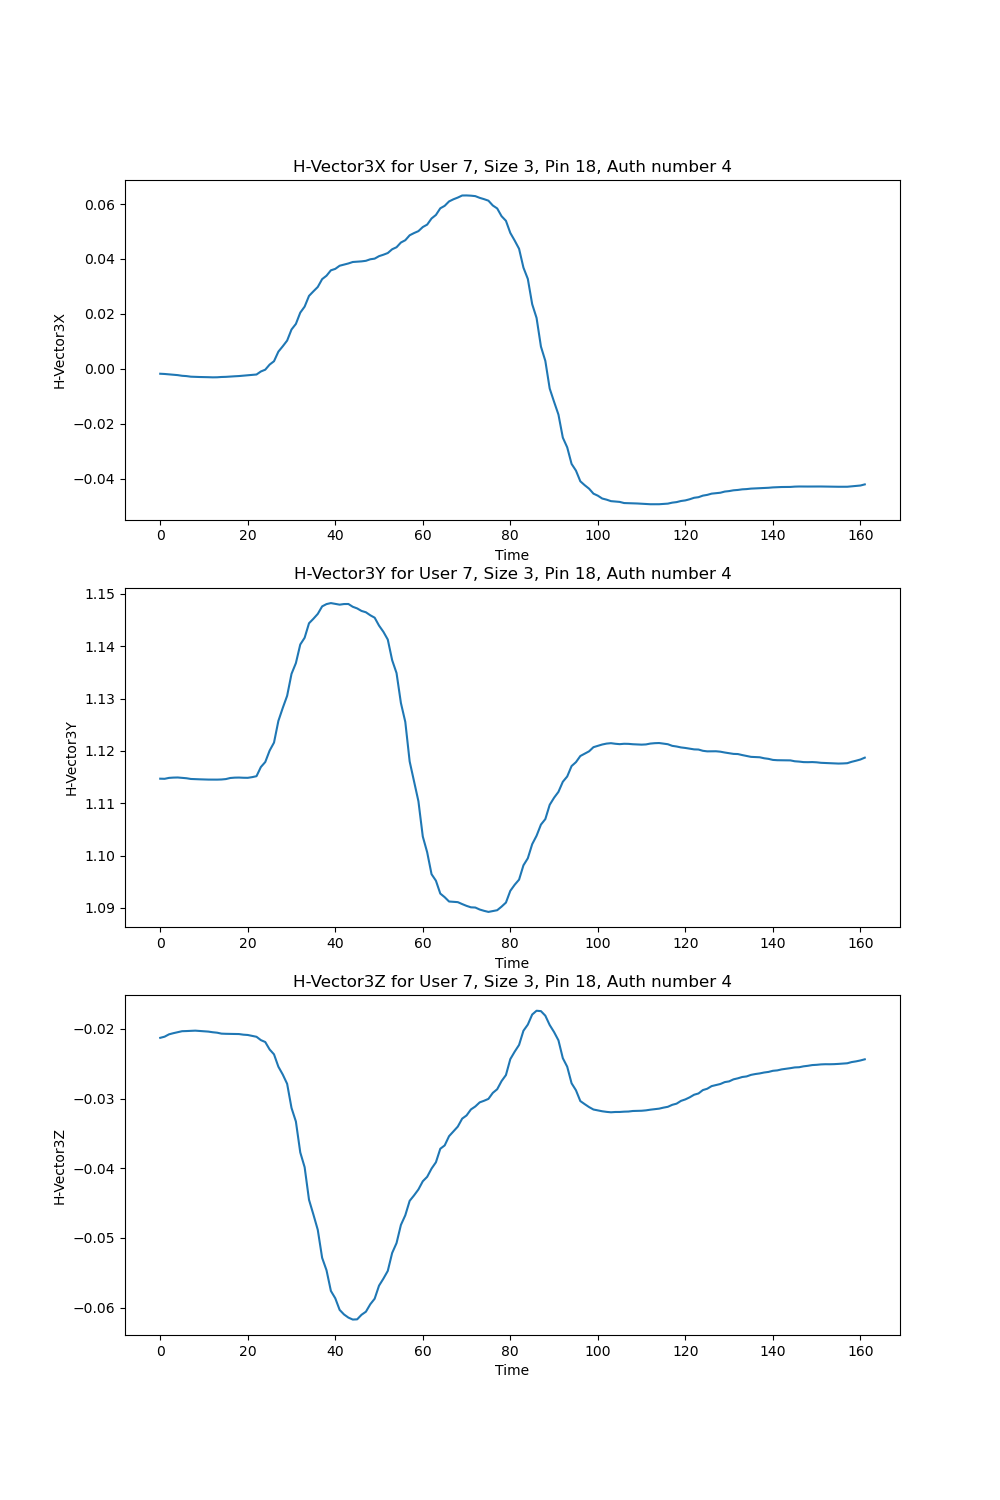 H-Vector3X for User 7, Size 3, Pin 18, Auth number 4
0.06
0.04
0.02
0.00
−0.02
−0.04
H-Vector3X
0 20 40 60 80 100 120 140 160
Time
H-Vector3Y for User 7, Size 3, Pin 18, Auth number 4
1.15
1.14
1.13
1.12
1.11
1.10
1.09
H-Vector3Y
0 20 40 60 80 100 120 140 160
Time
H-Vector3Z for User 7, Size 3, Pin 18, Auth number 4
−0.02
−0.03
−0.04
−0.05
−0.06
H-Vector3Z
0 20 40 60 80 100 120 140 160
Time